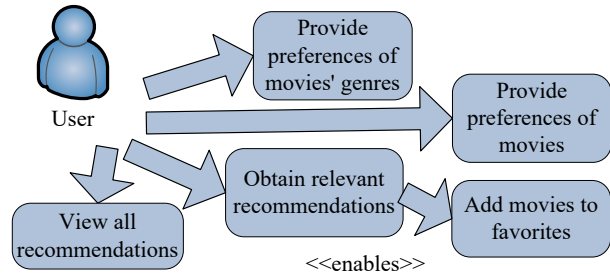 Provide
preferences of
movies' genres
User
Provide
preferences of
movies
Obtain relevant
recommendations
View all
recommendations
Add movies to
favorites
<<enables>>